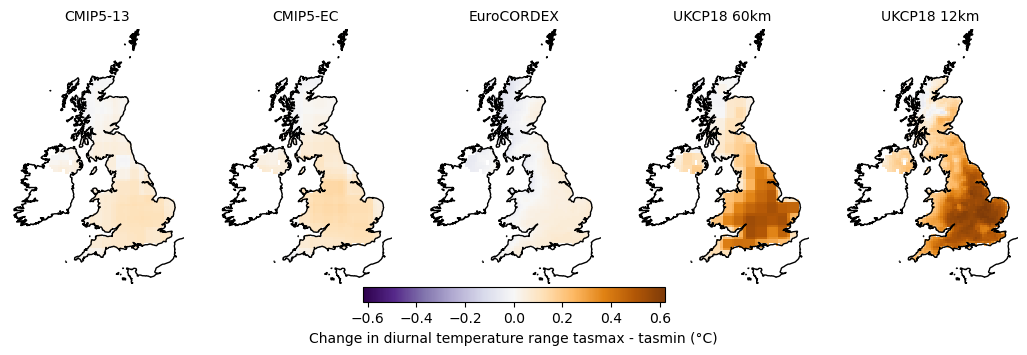 CMIP5-13 CMIP5-EC EuroCORDEX UKCP18 60km UKCP18 12km
−0.6 −0.4 −0.2 0.0 0.2 0.4 0.6
Change in diurnal temperature range tasmax - tasmin (°C)